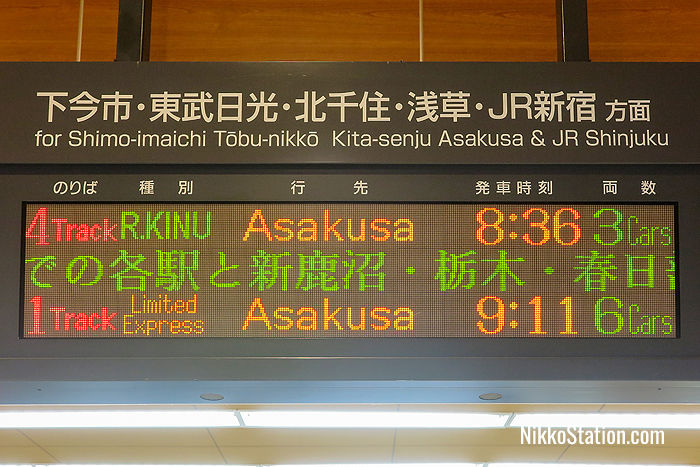 下今市・東武日光・北千住・浅草・JR新宿 方面
for Shimo-imaichi Tōbu-nikkō Kita-senju Asakusa & JR Shinjuku
のりば 種別 行先 発車時刻 両数
4 Track R.KINU Asakusa 8:36 3 Cars
での各駅と新鹿沼・栃木・春日
1 Track Limited Express Asakusa 9:11 6 Cars
NikkoStation.com